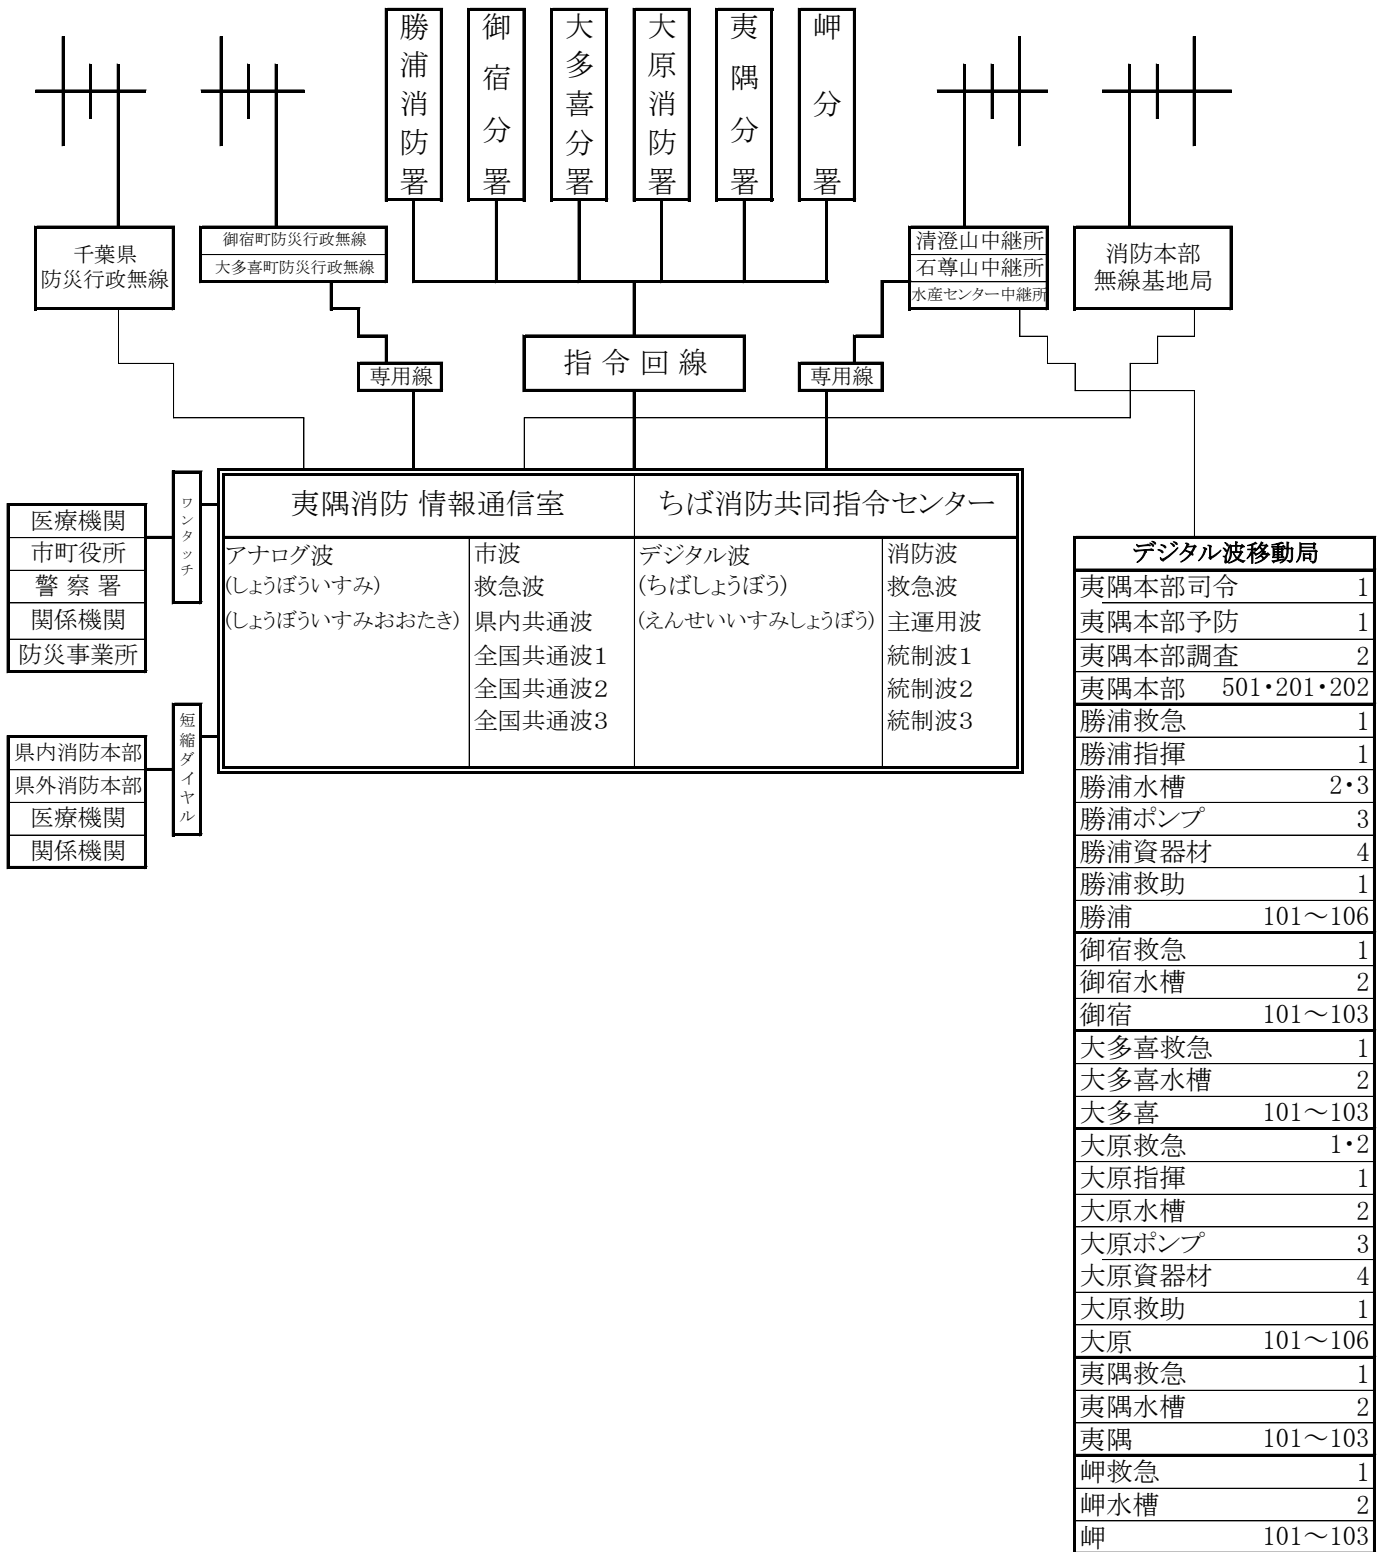 勝浦消防署
御宿分署
大多喜分署
大原消防署
夷隅分署
岬分署
千葉県
防災行政無線
御宿町防災行政無線
大多喜町防災行政無線
清澄山中継所
石尊山中継所
水産センター中継所
消防本部
無線基地局
専用線
指令回線
専用線
ワンタッチ
医療機関
市町役所
警察署
関係機関
防災事業所
短縮ダイヤル
県内消防本部
県外消防本部
医療機関
関係機関
夷隅消防 情報通信室
ちば消防共同指令センター
アナログ波
(しょうぼういすみ)
(しょうぼういすみおおたき)
市波
救急波
県内共通波
全国共通波1
全国共通波2
全国共通波3
デジタル波
(ちばしょうぼう)
(えんせいいすみしょうぼう)
消防波
救急波
主運用波
統制波1
統制波2
統制波3
デジタル波移動局
夷隅本部司令 1
夷隅本部予防 1
夷隅本部調査 2
夷隅本部 501・201・202
勝浦救急 1
勝浦指揮 1
勝浦水槽 2・3
勝浦ポンプ 3
勝浦資器材 4
勝浦救助 1
勝浦 101～106
御宿救急 1
御宿水槽 2
御宿 101～103
大多喜救急 1
大多喜水槽 2
大多喜 101～103
大原救急 1・2
大原指揮 1
大原水槽 2
大原ポンプ 3
大原資器材 4
大原救助 1
大原 101～106
夷隅救急 1
夷隅水槽 2
夷隅 101～103
岬救急 1
岬水槽 2
岬 101～103